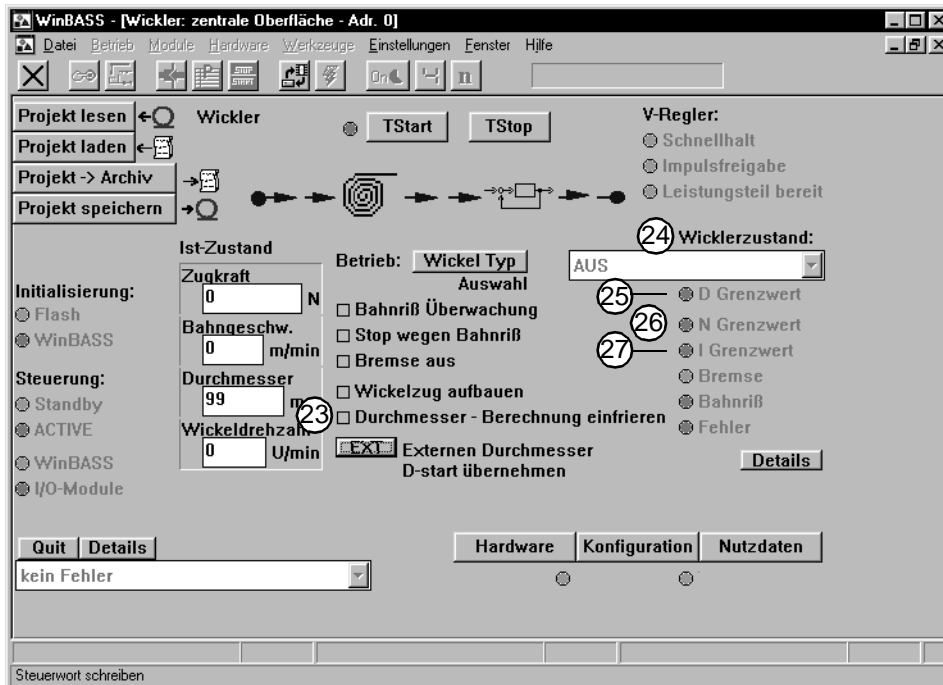 WinBASS - [Wickler: zentrale Oberfläche - Adr. 0]
Datei Betrieb Module Hardware Werkzeuge Einstellungen Fenster Hilfe
STOP
START
On
n
Projekt lesen
Projekt laden
Projekt -> Archiv
Projekt speichern
Wickler
TStart
TStop
V-Regler:
Schnellhalt
Impulsfreigabe
Leistungsteil bereit
24 Wicklerzustand:
AUS
25 D Grenzwert
26 N Grenzwert
27 I Grenzwert
Bremse
Bahnriß
Fehler
Details
Initialisierung:
Flash
WinBASS
Steuerung:
Standby
ACTIVE
WinBASS
I/O-Module
Ist-Zustand
Zugkraft
0 N
Bahngeschw.
0 m/min
Durchmesser
99 m
Wickeldrehzahl
0 U/min
Betrieb: Wickel Typ
Auswahl
Bahnriß Überwachung
Stop wegen Bahnriß
Bremse aus
Wickelzug aufbauen
23 Durchmesser - Berechnung einfrieren
EXT Externen Durchmesser
D-start übernehmen
Quit Details
kein Fehler
Hardware Konfiguration Nutzdaten
Steuerwort schreiben